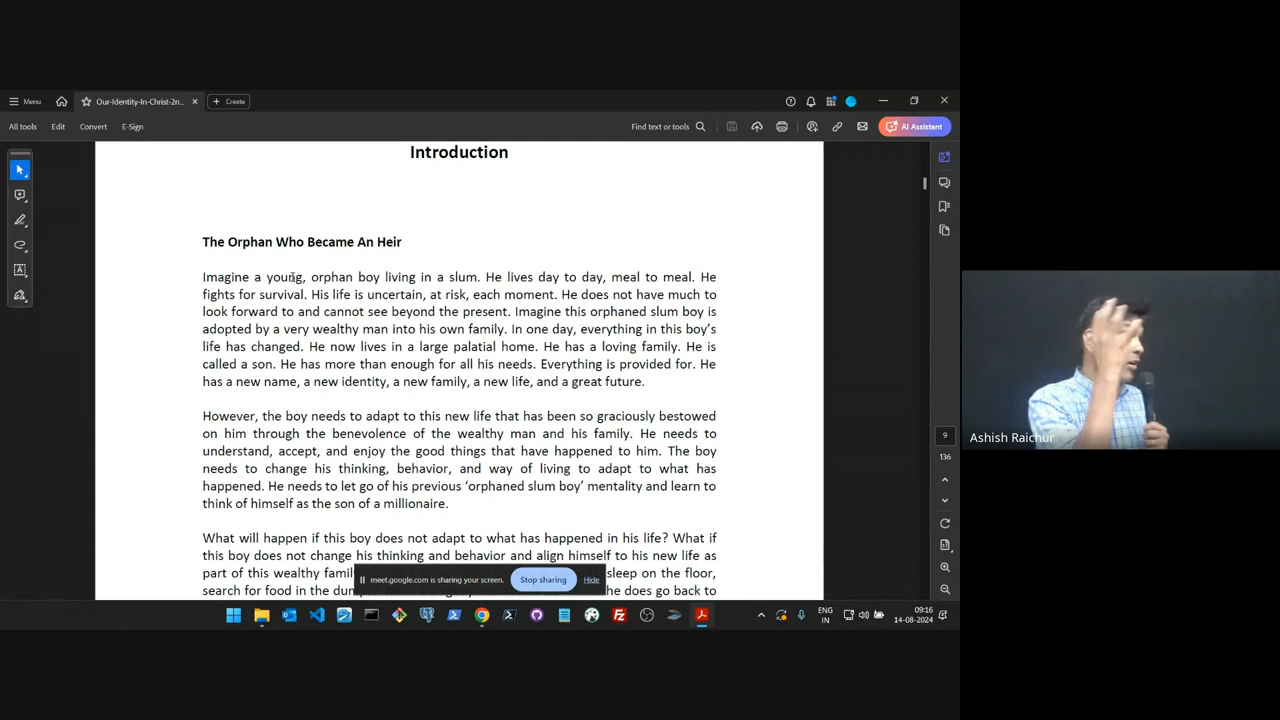 Menu
Our-Identity-In-Christ-2n...
Create
All tools
Edit
Convert
E-Sign
Find text or tools
AI Assistant
Introduction
The Orphan Who Became An Heir
Imagine a young, orphan boy living in a slum. He lives day to day, meal to meal. He
fights for survival. His life is uncertain, at risk, each moment. He does not have much to
look forward to and cannot see beyond the present. Imagine this orphaned slum boy is
adopted by a very wealthy man into his own family. In one day, everything in this boy's
life has changed. He now lives in a large palatial home. He has a loving family. He is
called a son. He has more than enough for all his needs. Everything is provided for. He
has a new name, a new identity, a new family, a new life, and a great future.
However, the boy needs to adapt to this new life that has been so graciously bestowed
on him through the benevolence of the wealthy man and his family. He needs to
understand, accept, and enjoy the good things that have happened to him. The boy
needs to change his thinking, behavior, and way of living to adapt to what has
happened. He needs to let go of his previous ‘orphaned slum boy’ mentality and learn to
think of himself as the son of a millionaire.
What will happen if this boy does not adapt to what has happened in his life? What if
this boy does not change his thinking and behavior and align himself to his new life as
part of this wealthy sleep on the floor,
search for food in the he does go back to
meet.google.com is sharing your screen.
Stop sharing
Hide
9
136
ENG
IN
09:16
14-08-2024
Ashish Raichur